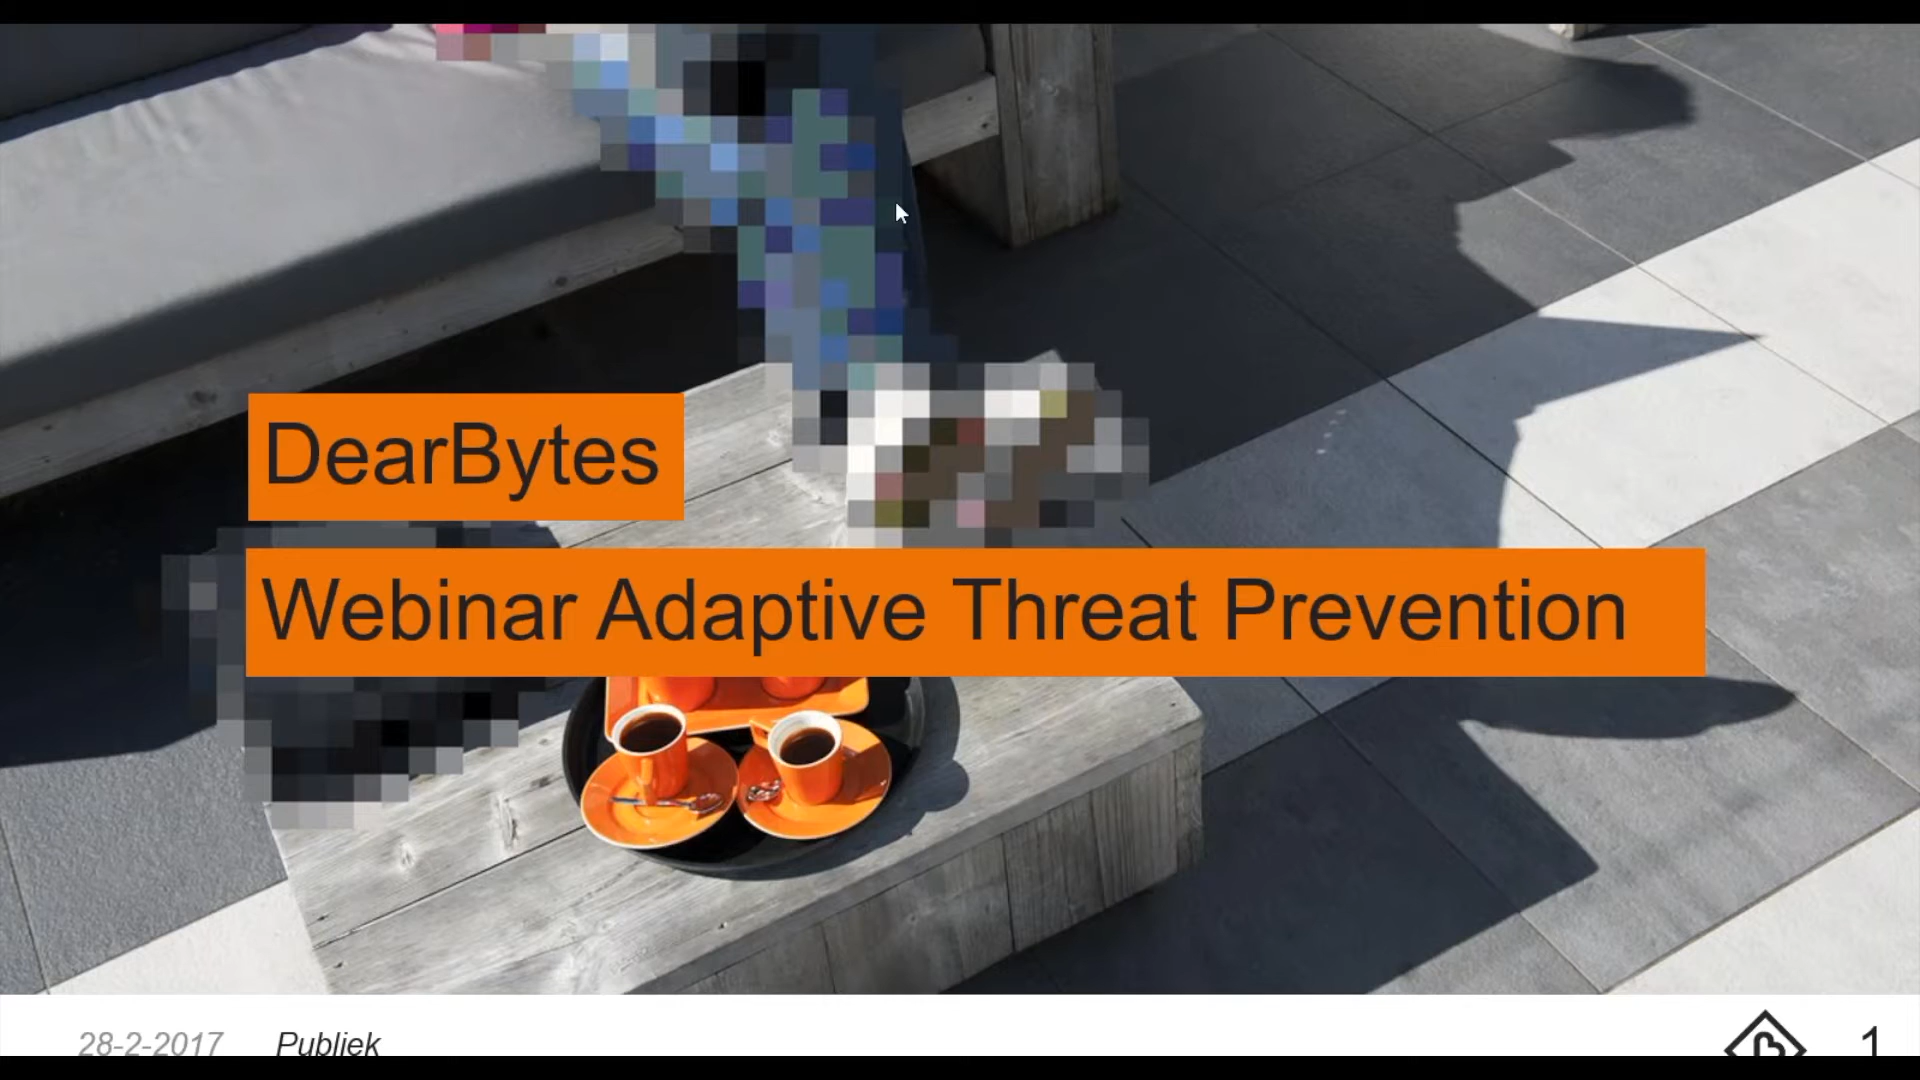 DearBytes
Webinar Adaptive Threat Prevention
28-2-2017 Publiek 1